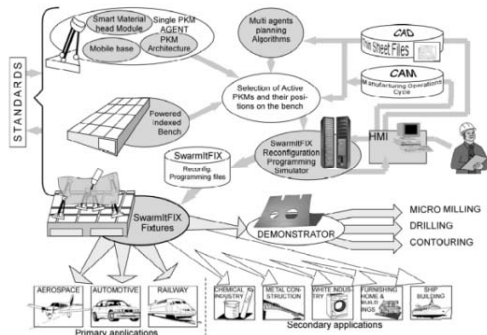 Smart Material
head Module
Single PKM
AGENT
PKM
Architecture
Mobile base
Multi agents
planning
Algorithms
CAD
Thin Sheet Files
CAM
Manufacturing Operations
Cycle
STANDARDS
Selection of Active
PKMs and their posi-
tions on the bench
Powered
Indexed
Bench
SwarmItFIX
Reconfiguration
Programming
Simulator
HMI
SwarmItFIX
Reconfig.
Programming files
SwarmItFIX
Fixtures
DEMONSTRATOR
MICRO MILLING
DRILLING
CONTOURING
AEROSPACE
AUTOMOTIVE
RAILWAY
CHEMICAL
INDUSTRY
METAL CON-
STRUCTION
WHITE INDUS-
TRY
FURNISHING
HOME &
BUILD
INGS
SHIP
BUILDING
Primary applications
Secondary applications